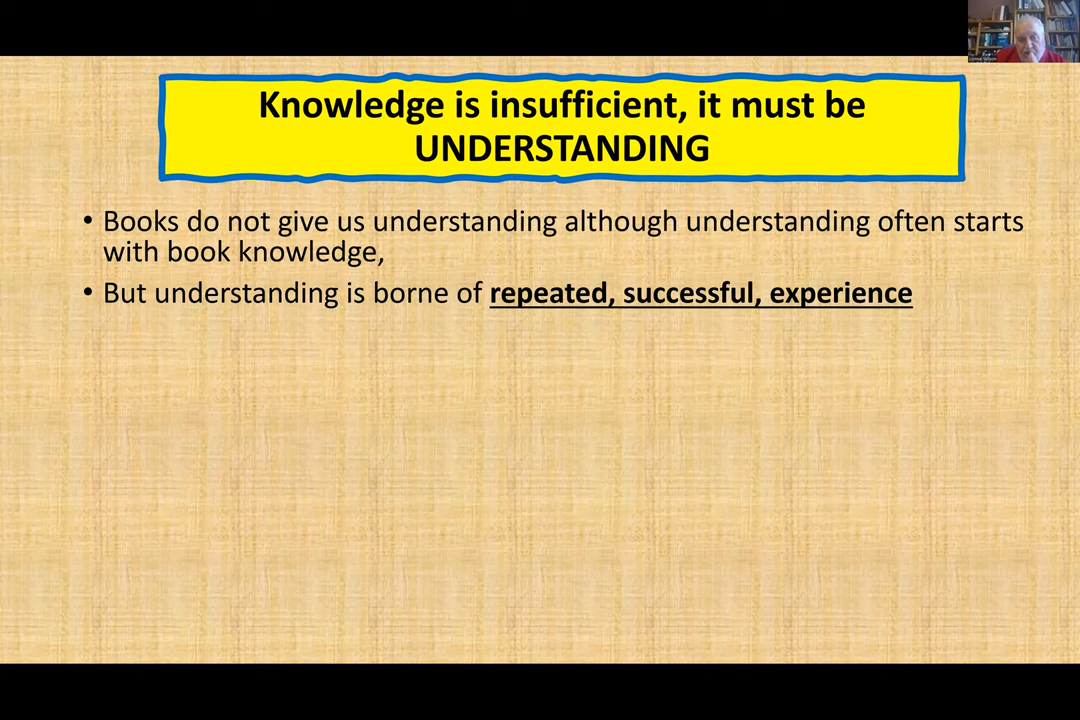 Knowledge is insufficient, it must be
UNDERSTANDING
• Books do not give us understanding although understanding often starts
with book knowledge,
• But understanding is borne of repeated, successful, experience